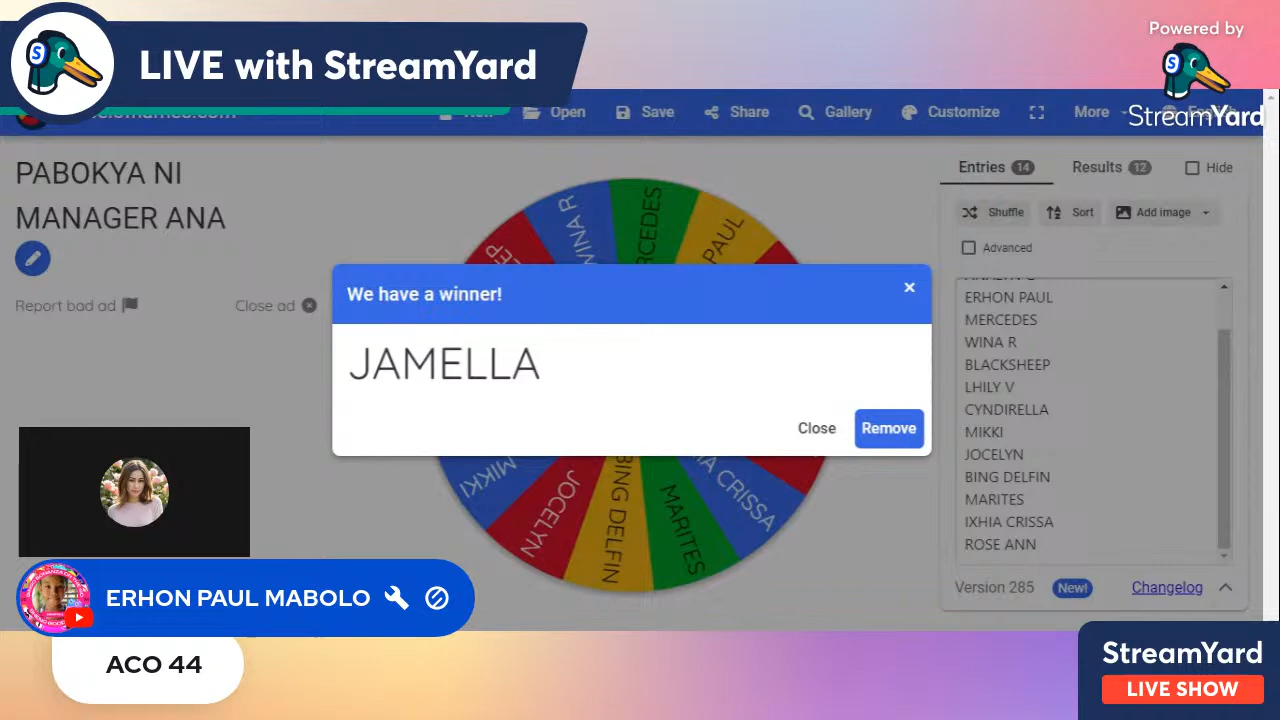 LIVE with StreamYard
Powered by
StreamYard
Open
Save
Share
Gallery
Customize
More
PABOKYA NI
MANAGER ANA
Report bad ad
Close ad
Entries 14
Results 12
Hide
Shuffle
Sort
Add image
Advanced
ERHON PAUL
MERCEDES
WINA R
BLACKSHEEP
LHILY V
CYNDIRELLA
MIKKI
JOCELYN
BING DELFIN
MARITES
IXHIA CRISSA
ROSE ANN
Version 285
New!
Changelog
WINA R
PAUL
We have a winner!
JAMELLA
Close
Remove
MIKKI
JOCELYN
BING DELFIN
MARITES
CRISSA
ERHON PAUL MABOLO
ACO 44
StreamYard
LIVE SHOW